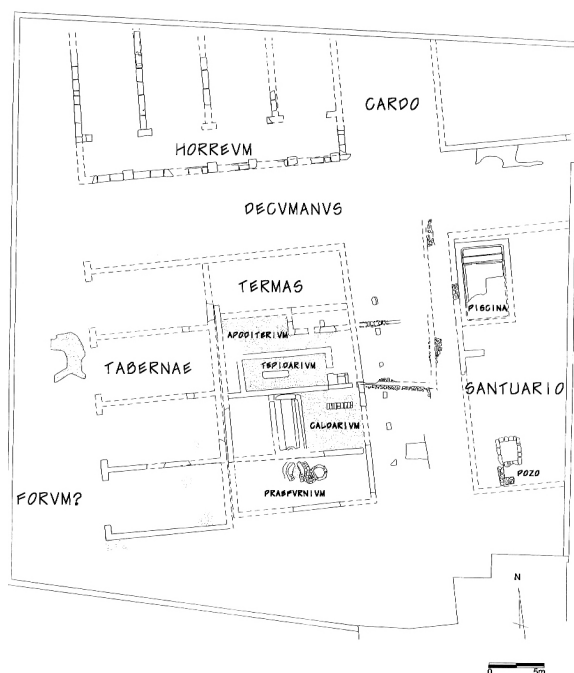 CARDO
HORREVM
DECVMANVS
TERMAS
PISCINA
APODITERIVM
TABERNAE
TEPIDARIVM
SANTUARIO
CALDARIVM
POZO
PRAEFVRNIVM
FORVM?
N
0 5m